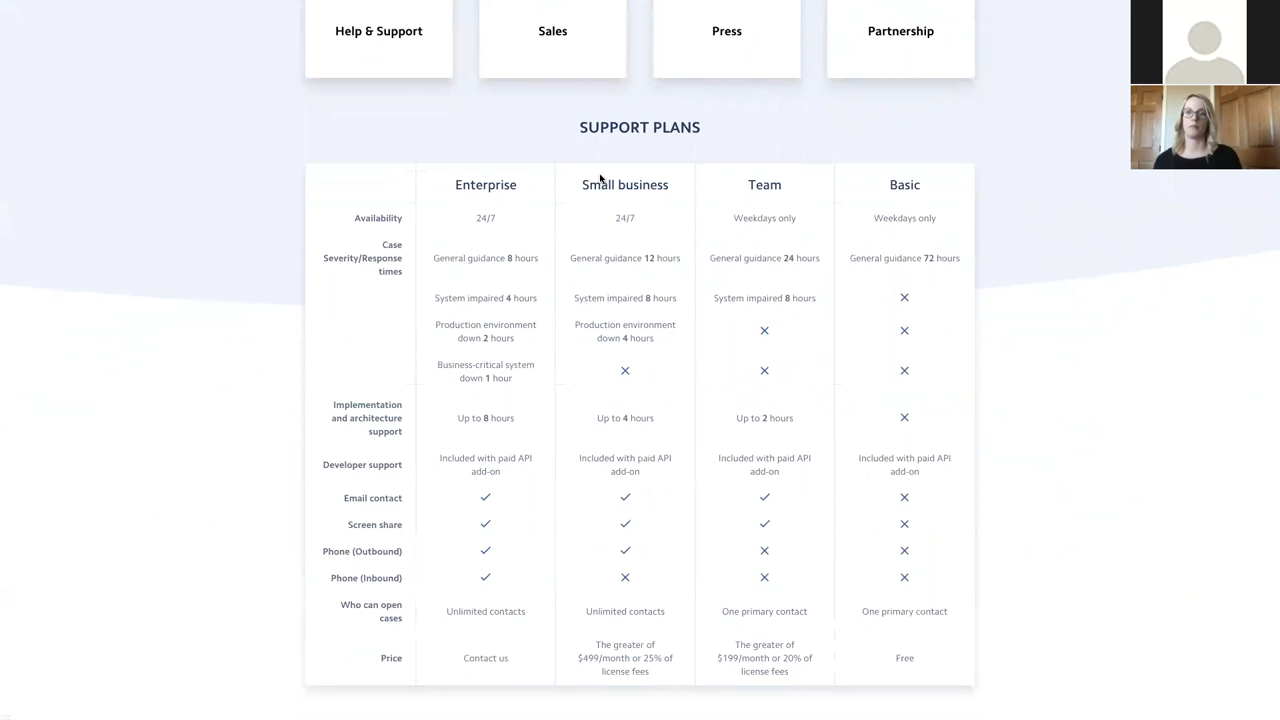 Help & Support
Sales
Press
Partnership
SUPPORT PLANS
Enterprise
Small business
Team
Basic
Availability
24/7
24/7
Weekdays only
Weekdays only
Case
Severity/Response
times
General guidance 8 hours
General guidance 12 hours
General guidance 24 hours
General guidance 72 hours
System impaired 4 hours
System impaired 8 hours
System impaired 8 hours
Production environment
down 2 hours
Production environment
down 4 hours
Business-critical system
down 1 hour
Implementation
and architecture
support
Up to 8 hours
Up to 4 hours
Up to 2 hours
Developer support
Included with paid API
add-on
Included with paid API
add-on
Included with paid API
add-on
Included with paid API
add-on
Email contact
Screen share
Phone (Outbound)
Phone (Inbound)
Who can open
cases
Unlimited contacts
Unlimited contacts
One primary contact
One primary contact
Price
Contact us
The greater of
$499/month or 25% of
license fees
The greater of
$199/month or 20% of
license fees
Free